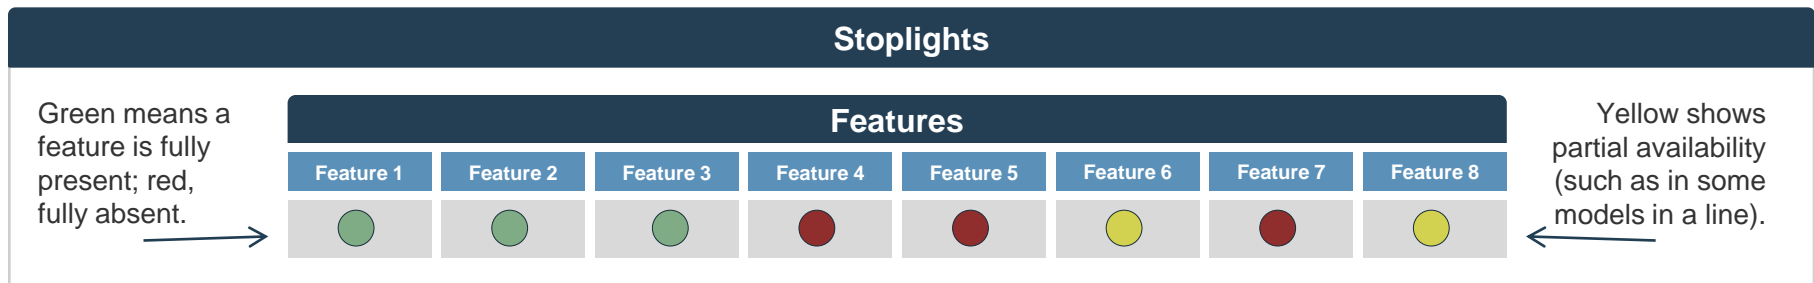 Stoplights
Green means a
feature is fully
present; red,
fully absent.
Features
Feature 1
Feature 2
Feature 3
Feature 4
Feature 5
Feature 6
Feature 7
Feature 8
Yellow shows
partial availability
(such as in some
models in a line).